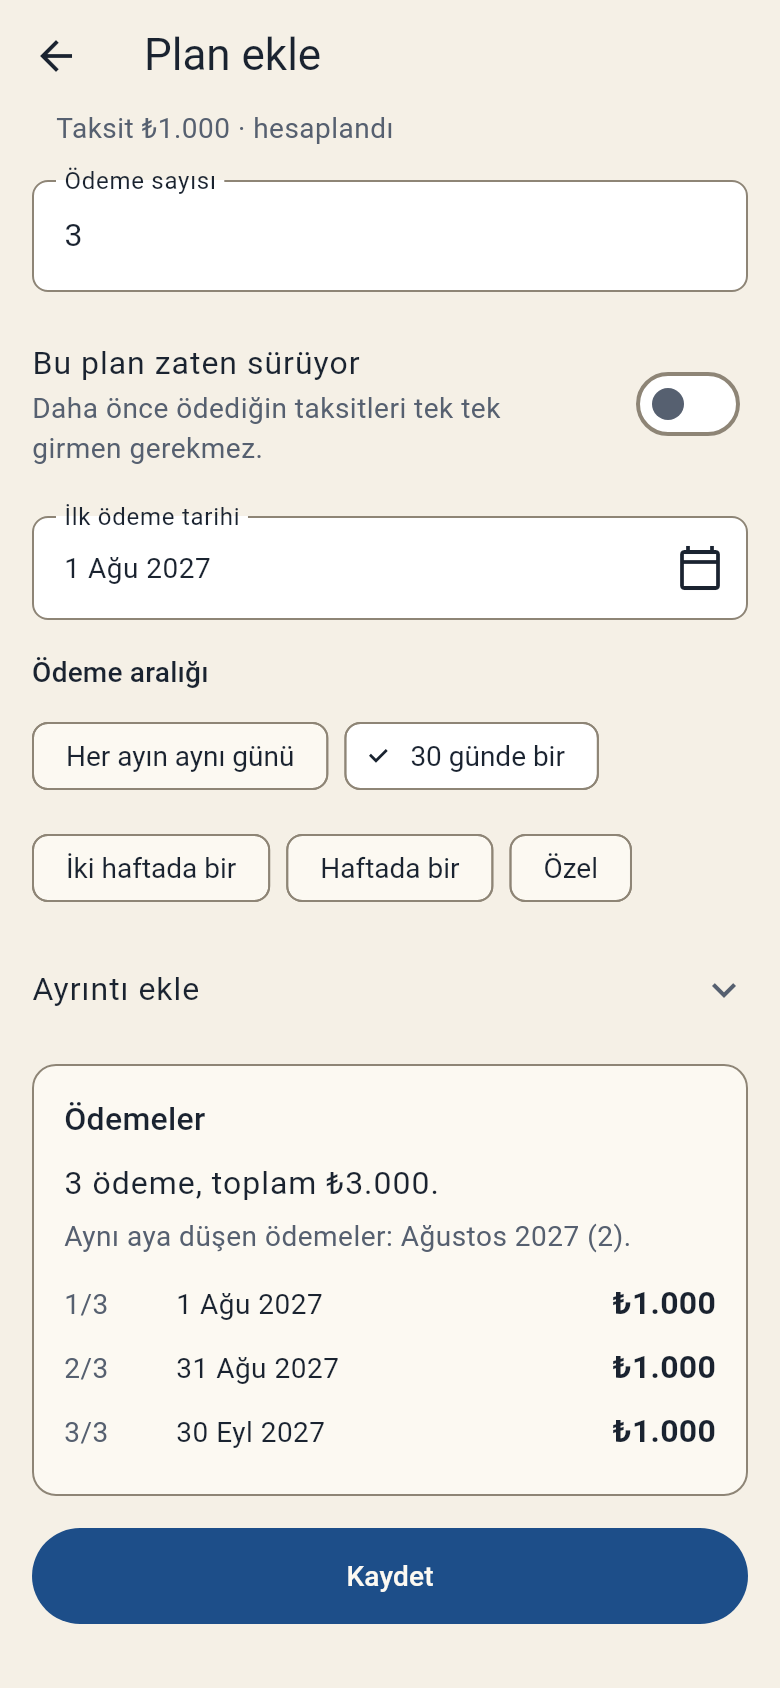 Plan ekle
Taksit ₺1.000 · hesaplandı
Ödeme sayısı
3
Bu plan zaten sürüyor
Daha önce ödediğin taksitleri tek tek
girmen gerekmez.
İlk ödeme tarihi
1 Ağu 2027
Ödeme aralığı
Her ayın aynı günü
30 günde bir
İki haftada bir
Haftada bir
Özel
Ayrıntı ekle
Ödemeler
3 ödeme, toplam ₺3.000.
Aynı aya düşen ödemeler: Ağustos 2027 (2).
1/3 1 Ağu 2027 ₺1.000
2/3 31 Ağu 2027 ₺1.000
3/3 30 Eyl 2027 ₺1.000
Kaydet